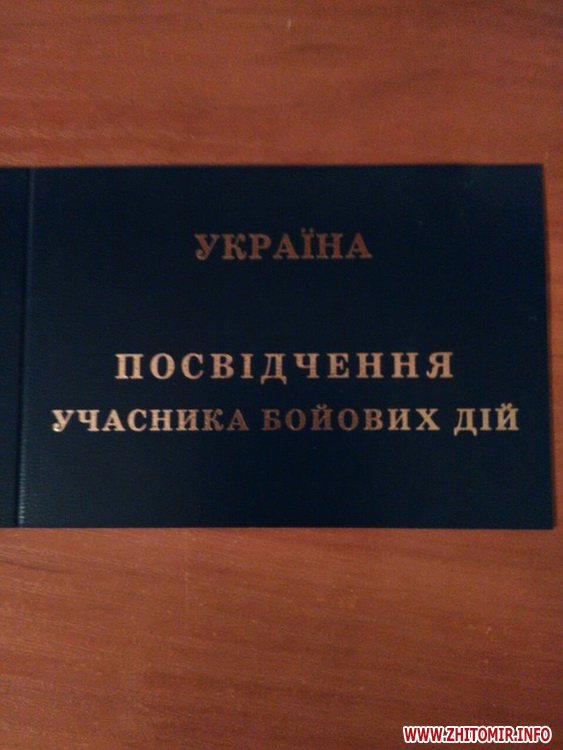 УКРАЇНА
ПОСВІДЧЕННЯ
УЧАСНИКА БОЙОВИХ ДІЙ
WWW.ZHITOMIR.INFO